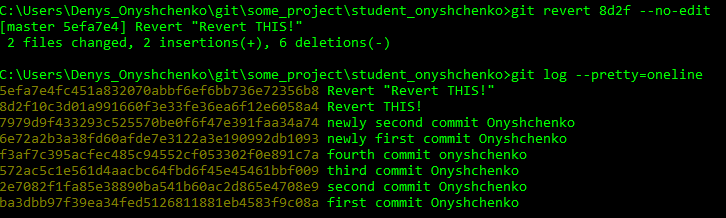 C:\Users\Denys_Onyshchenko\git\some_project\student_onyshchenko>git revert 8d2f --no-edit
[master 5efa7e4] Revert "Revert THIS!"
 2 files changed, 2 insertions(+), 6 deletions(-)
C:\Users\Denys_Onyshchenko\git\some_project\student_onyshchenko>git log --pretty=oneline
5efa7e4fc451a832070abbf6ef6bb736e72356b8 Revert "Revert THIS!"
8d2f10c3d01a991660f3e33fe36ea6f12e6058a4 Revert THIS!
7979d9f433293c525570be0f6f47e391faa34a74 newly second commit Onyshchenko
6e72a2b3a38fd60afde7e3122a3e190992db1093 newly first commit Onyshchenko
f3af7c395acfec485c94552cf053302f0e891c7a fourth commit onyshchenko
572ac5c1e561d4aacbc64fbd6f45e45461bbf009 third commit Onyshchenko
2e7082f1fa85e38890ba541b60ac2d865e4708e9 second commit Onyshchenko
ba3dbb97f39ea34fed5126811881eb4583f9c08a first commit Onyshchenko